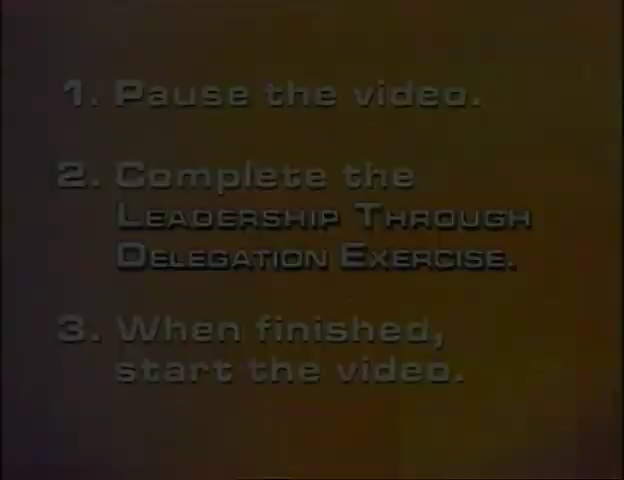 1. Pause the video.
2. Complete the
LEADERSHIP THROUGH
DELEGATION EXERCISE.
3. When finished,
start the video.